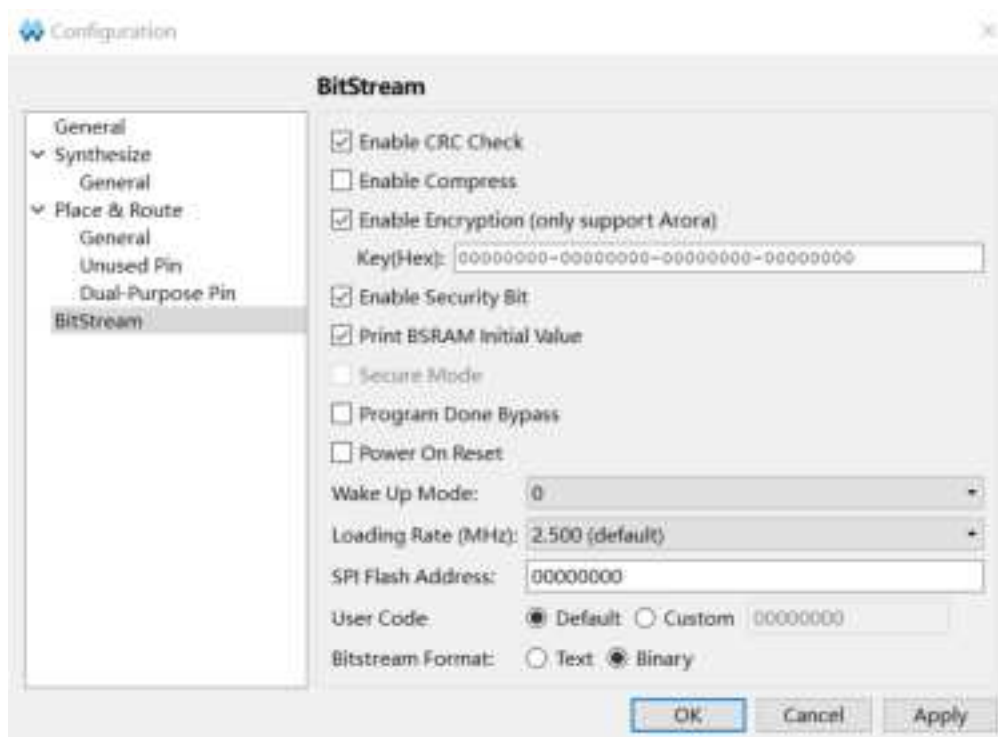 Configuration
BitStream
General
Synthesize
General
Place & Route
General
Unused Pin
Dual-Purpose Pin
BitStream
Enable CRC Check
Enable Compress
Enable Encryption (only support Arora)
Key(Hex): 00000000-00000000-00000000-00000000
Enable Security Bit
Print BSRAM Initial Value
Secure Mode
Program Done Bypass
Power On Reset
Wake Up Mode: 0
Loading Rate (MHz): 2.500 (default)
SPI Flash Address: 00000000
User Code Default Custom 00000000
Bitstream Format: Text Binary
OK Cancel Apply